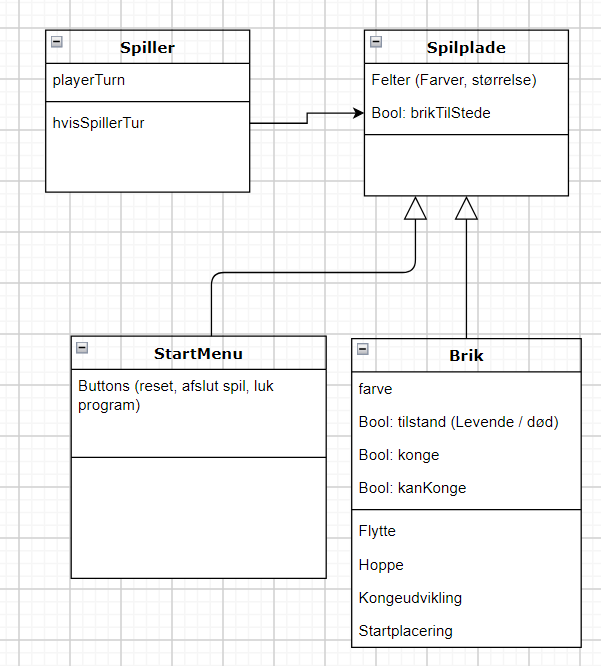 Spiller
playerTurn
hvisSpillerTur
Spilplade
Felter (Farver, størrelse)
Bool: brikTilStede
StartMenu
Buttons (reset, afslut spil, luk
program)
Brik
farve
Bool: tilstand (Levende / død)
Bool: konge
Bool: kanKonge
Flytte
Hoppe
Kongeudvikling
Startplacering